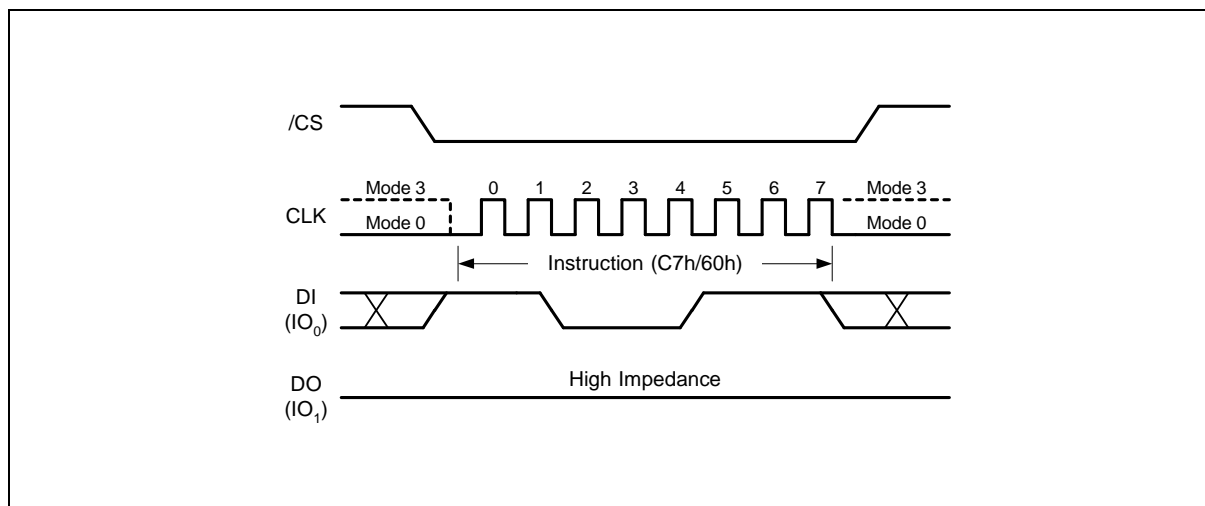 /CS
Mode 3 0 1 2 3 4 5 6 7 Mode 3
CLK
Mode 0 Mode 0
Instruction (C7h/60h)
DI
(IO0)
High Impedance
DO
(IO1)